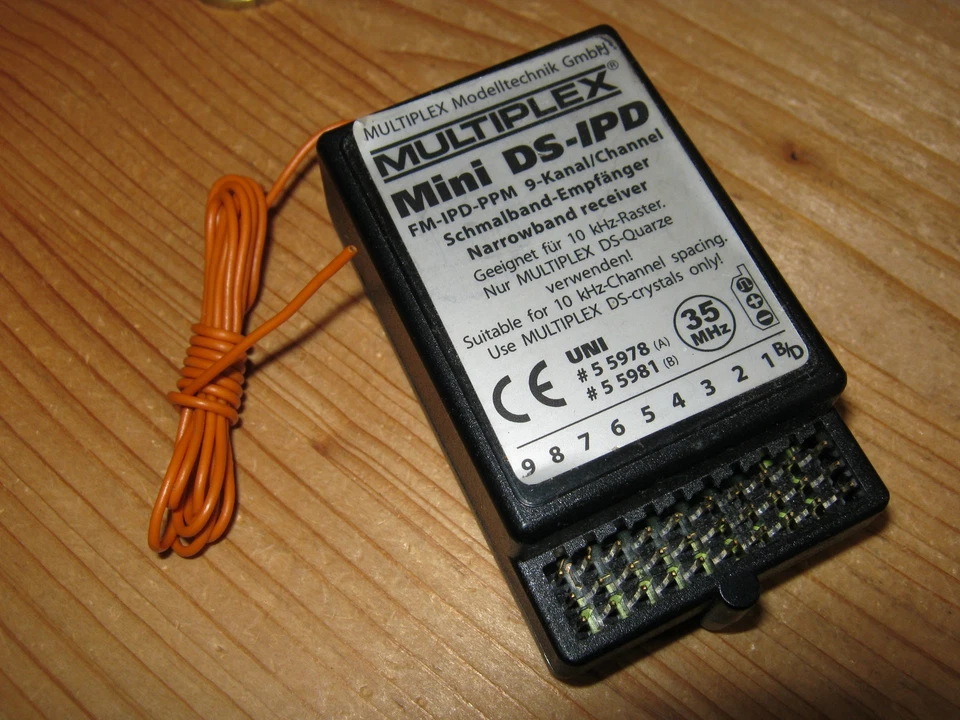 MULTIPLEX Modelltechnik GmbH
MULTIPLEX®
Mini DS-IPD
FM-IPD-PPM 9-Kanal/Channel
Schmalband-Empfänger
Narrowband receiver
Geeignet für 10 kHz-Raster.
Nur MULTIPLEX DS-Quarze
verwenden!
Suitable for 10 kHz-Channel spacing.
Use MULTIPLEX DS-crystals only!
CE
UNI
# 5 5978 (A)
# 5 5981 (B)
35
MHz
9 8 7 6 5 4 3 2 1 B/D